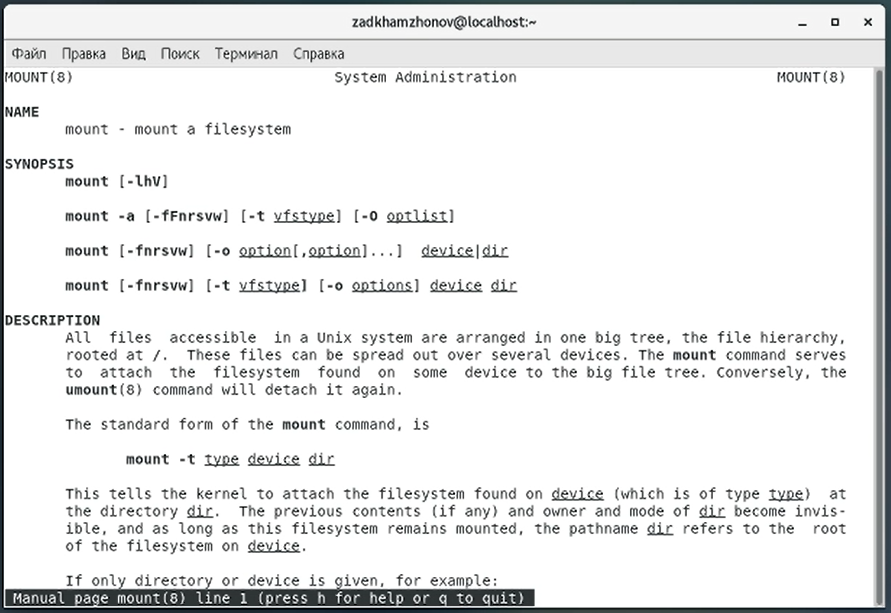 zadkhamzhonov@localhost:~
Файл Правка Вид Поиск Терминал Справка
MOUNT(8) System Administration MOUNT(8)
NAME
mount - mount a filesystem
SYNOPSIS
mount [-lhV]
mount -a [-fFnrsvw] [-t vfstype] [-O optlist]
mount [-fnrsvw] [-o option[,option]...] device|dir
mount [-fnrsvw] [-t vfstype] [-o options] device dir
DESCRIPTION
All files accessible in a Unix system are arranged in one big tree, the file hierarchy,
rooted at /. These files can be spread out over several devices. The mount command serves
to attach the filesystem found on some device to the big file tree. Conversely, the
umount(8) command will detach it again.
The standard form of the mount command, is
mount -t type device dir
This tells the kernel to attach the filesystem found on device (which is of type type) at
the directory dir. The previous contents (if any) and owner and mode of dir become invis-
ible, and as long as this filesystem remains mounted, the pathname dir refers to the root
of the filesystem on device.
If only directory or device is given, for example:
Manual page mount(8) line 1 (press h for help or q to quit)